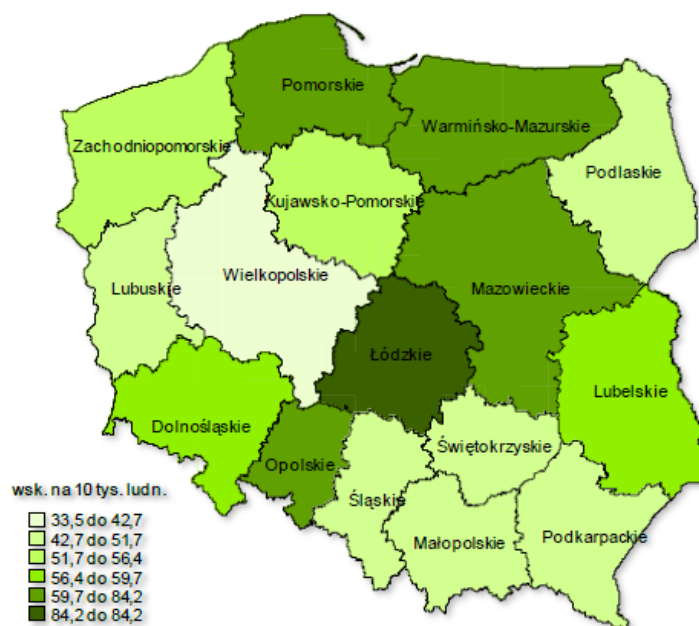 Pomorskie
Warmińsko-Mazurskie
Zachodniopomorskie
Podlaskie
Kujawsko-Pomorskie
Wielkopolskie
Lubuskie
Mazowieckie
Łódzkie
Lubelskie
Dolnośląskie
Świętokrzyskie
Opolskie
Śląskie
Podkarpackie
Małopolskie
wsk. na 10 tys. ludn.
33,5 do 42,7
42,7 do 51,7
51,7 do 56,4
56,4 do 59,7
59,7 do 84,2
84,2 do 84,2